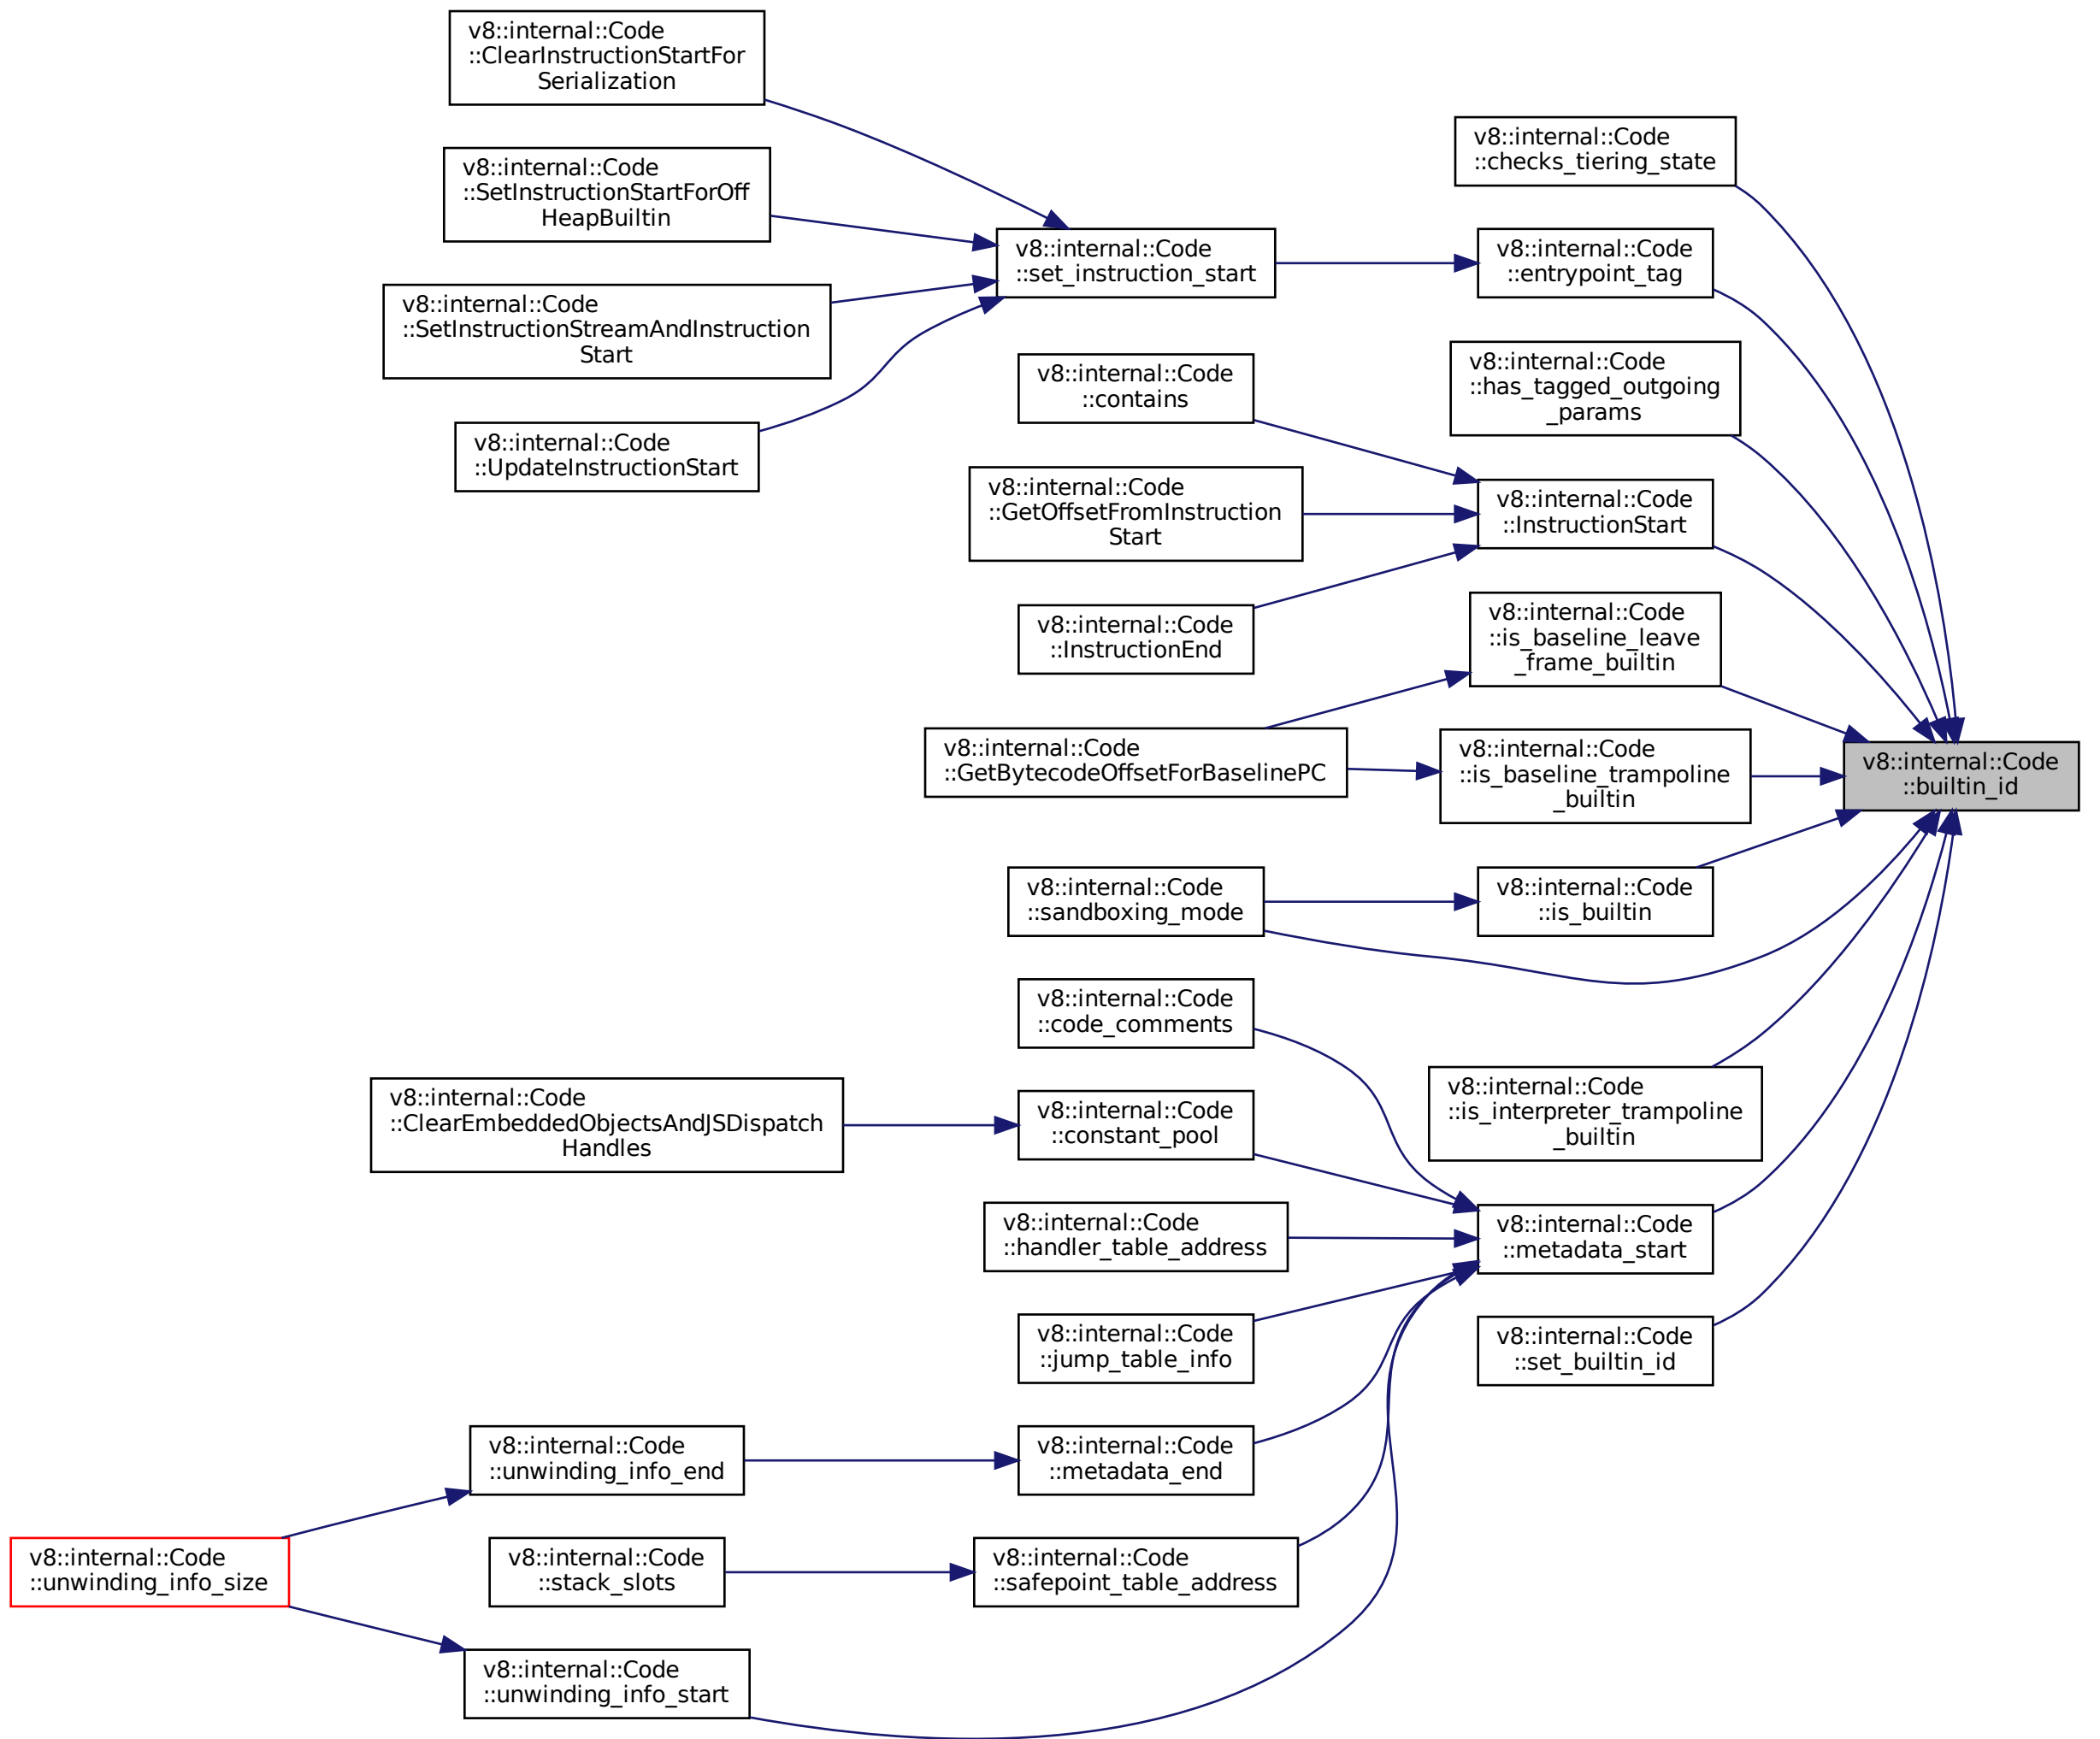 v8::internal::Code
::ClearInstructionStartFor
Serialization
v8::internal::Code
::SetInstructionStartForOff
HeapBuiltin
v8::internal::Code
::SetInstructionStreamAndInstruction
Start
v8::internal::Code
::UpdateInstructionStart
v8::internal::Code
::set_instruction_start
v8::internal::Code
::checks_tiering_state
v8::internal::Code
::entrypoint_tag
v8::internal::Code
::has_tagged_outgoing
_params
v8::internal::Code
::contains
v8::internal::Code
::GetOffsetFromInstruction
Start
v8::internal::Code
::InstructionEnd
v8::internal::Code
::InstructionStart
v8::internal::Code
::is_baseline_leave
_frame_builtin
v8::internal::Code
::GetBytecodeOffsetForBaselinePC
v8::internal::Code
::is_baseline_trampoline
_builtin
v8::internal::Code
::builtin_id
v8::internal::Code
::sandboxing_mode
v8::internal::Code
::is_builtin
v8::internal::Code
::code_comments
v8::internal::Code
::is_interpreter_trampoline
_builtin
v8::internal::Code
::ClearEmbeddedObjectsAndJSDispatch
Handles
v8::internal::Code
::constant_pool
v8::internal::Code
::handler_table_address
v8::internal::Code
::metadata_start
v8::internal::Code
::jump_table_info
v8::internal::Code
::set_builtin_id
v8::internal::Code
::unwinding_info_end
v8::internal::Code
::metadata_end
v8::internal::Code
::unwinding_info_size
v8::internal::Code
::stack_slots
v8::internal::Code
::safepoint_table_address
v8::internal::Code
::unwinding_info_start